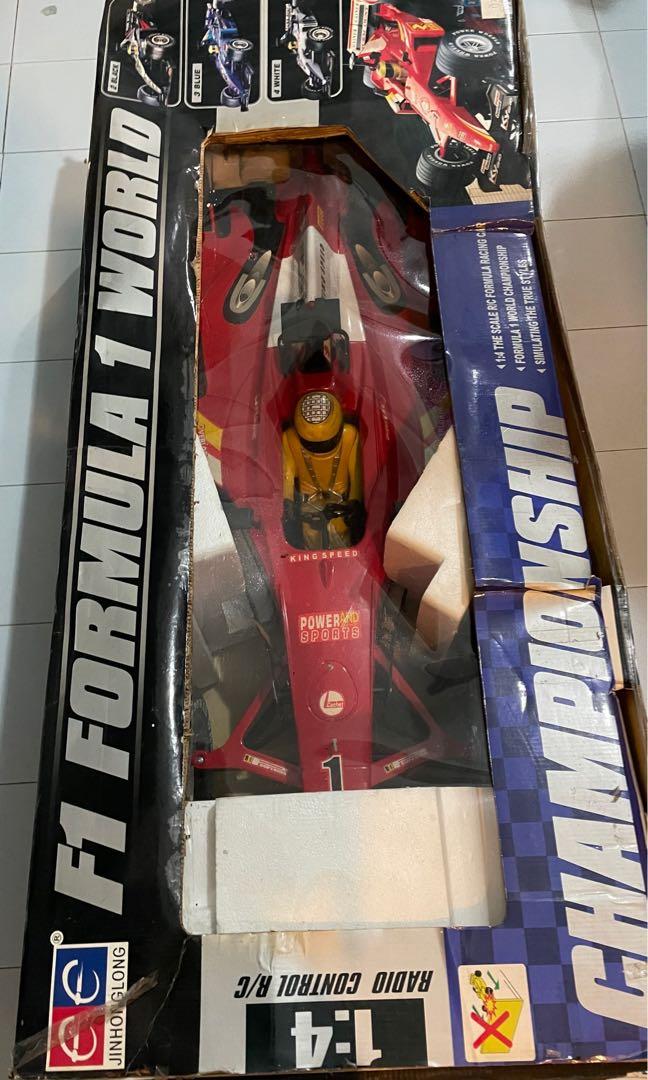 2 BLACK
3 BLUE
4 WHITE
F1 FORMULA 1 WORLD
CHAMPIONSHIP
1:4 THE SCALE R/C FORMULA RACING CAR
FORMULA 1 WORLD CHAMPIONSHIP
SIMULATING THE TRUE STYLES
KING SPEED
POWER AND
SPORTS
1
JINHONGLONG
®
RADIO CONTROL R/C
1:4